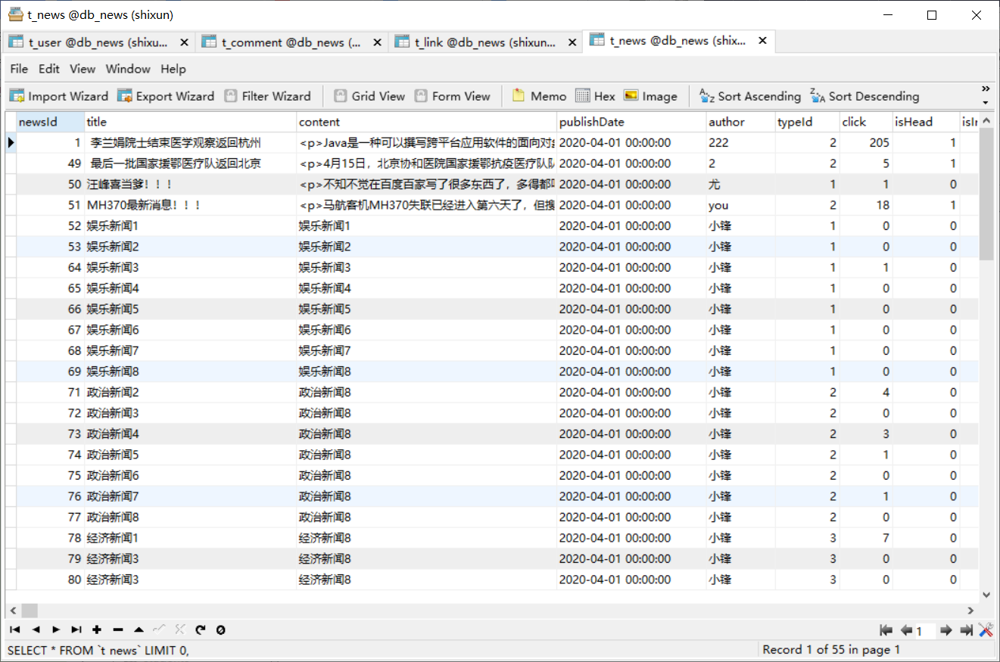 t_news @db_news (shixun)
t_user @db_news (shixu... t_comment @db_news (... t_link @db_news (shixun... t_news @db_news (shix...
File Edit View Window Help
Import Wizard Export Wizard Filter Wizard Grid View Form View Memo Hex Image Sort Ascending Sort Descending
newsId title content publishDate author typeId click isHead
1 李兰娟院士结束医学观察返回杭州 <p>Java是一种可以撰写跨平台应用软件的面向对 2020-04-01 00:00:00 222 2 205 1
49 最后一批国家援鄂医疗队返回北京 <p>4月15日，北京协和医院国家援鄂抗疫医疗队队 2020-04-01 00:00:00 2 2 5 1
50 汪峰喜当爹！！！ <p>不知不觉在百度百家写了很多东西了，多得都 2020-04-01 00:00:00 尤 1 1 0
51 MH370最新消息！！！ <p>马航客机MH370失联已经进入第六天了，但搜 2020-04-01 00:00:00 you 2 18 1
52 娱乐新闻1 娱乐新闻1 2020-04-01 00:00:00 小锋 1 0 0
53 娱乐新闻2 娱乐新闻2 2020-04-01 00:00:00 小锋 1 0 0
64 娱乐新闻3 娱乐新闻3 2020-04-01 00:00:00 小锋 1 1 0
65 娱乐新闻4 娱乐新闻4 2020-04-01 00:00:00 小锋 1 0 0
66 娱乐新闻5 娱乐新闻5 2020-04-01 00:00:00 小锋 1 0 0
67 娱乐新闻6 娱乐新闻6 2020-04-01 00:00:00 小锋 1 0 0
68 娱乐新闻7 娱乐新闻7 2020-04-01 00:00:00 小锋 1 0 0
69 娱乐新闻8 娱乐新闻8 2020-04-01 00:00:00 小锋 1 0 0
71 政治新闻2 政治新闻8 2020-04-01 00:00:00 小锋 2 4 0
72 政治新闻3 政治新闻8 2020-04-01 00:00:00 小锋 2 0 0
73 政治新闻4 政治新闻8 2020-04-01 00:00:00 小锋 2 3 0
74 政治新闻5 政治新闻8 2020-04-01 00:00:00 小锋 2 1 0
75 政治新闻6 政治新闻8 2020-04-01 00:00:00 小锋 2 0 0
76 政治新闻7 政治新闻8 2020-04-01 00:00:00 小锋 2 1 0
77 政治新闻8 政治新闻8 2020-04-01 00:00:00 小锋 2 0 0
78 经济新闻1 经济新闻8 2020-04-01 00:00:00 小锋 3 7 0
79 经济新闻3 经济新闻8 2020-04-01 00:00:00 小锋 3 0 0
80 经济新闻3 经济新闻8 2020-04-01 00:00:00 小锋 3 0 0
1
SELECT * FROM `t news` LIMIT 0, Record 1 of 55 in page 1